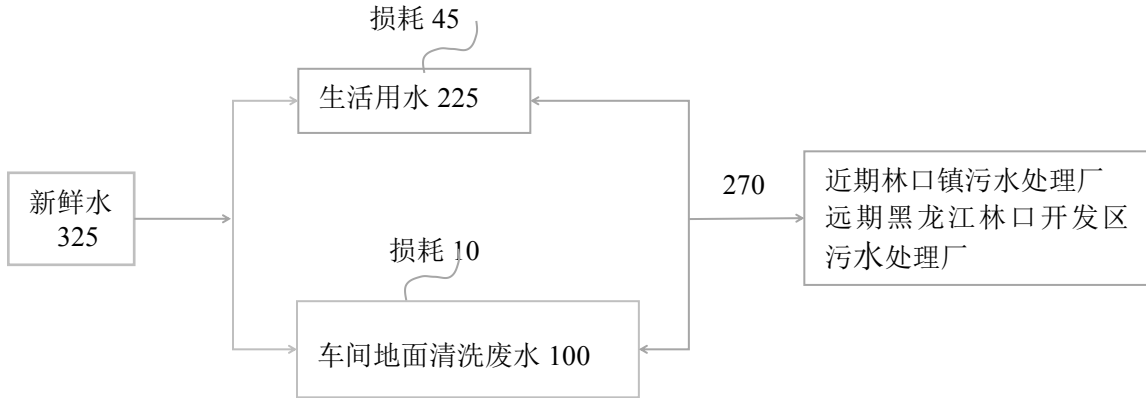 损耗 45
生活用水 225
新鲜水
325
270
近期林口镇污水处理厂
远期黑龙江林口开发区
污水处理厂
损耗 10
车间地面清洗废水 100